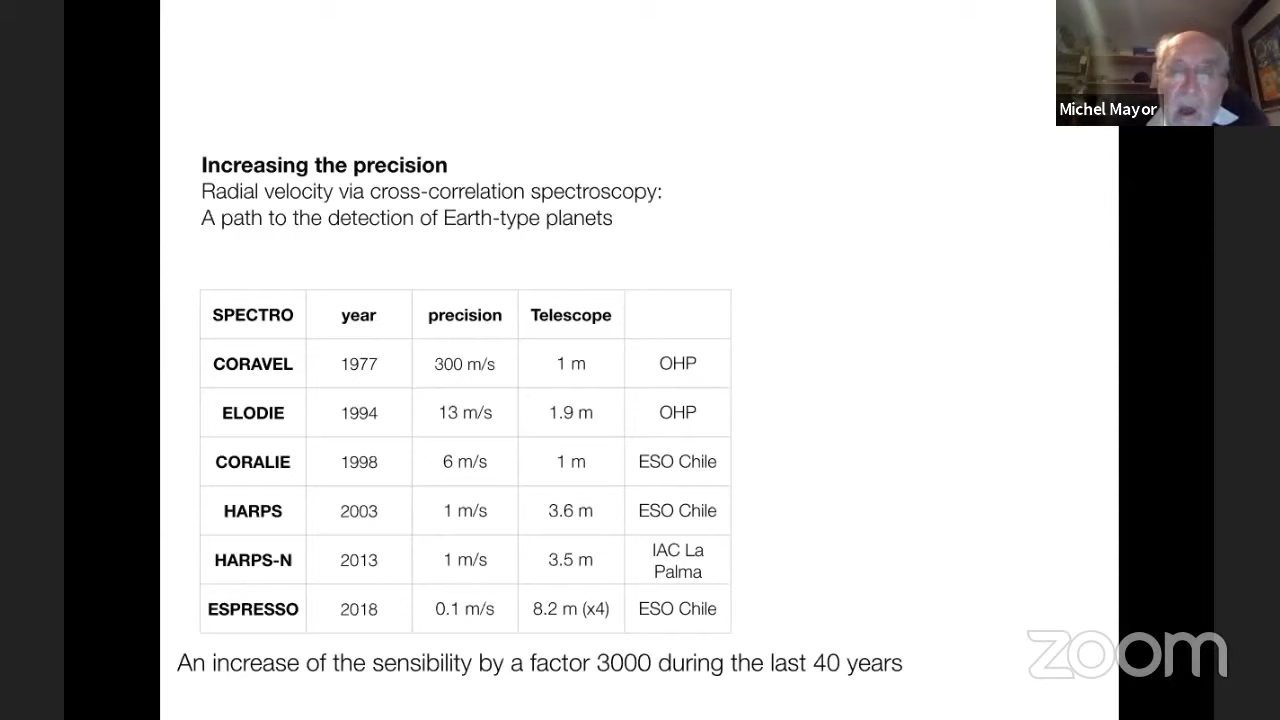 Michel Mayor
Increasing the precision
Radial velocity via cross-correlation spectroscopy:
A path to the detection of Earth-type planets
SPECTRO year precision Telescope
CORAVEL 1977 300 m/s 1 m OHP
ELODIE 1994 13 m/s 1.9 m OHP
CORALIE 1998 6 m/s 1 m ESO Chile
HARPS 2003 1 m/s 3.6 m ESO Chile
HARPS-N 2013 1 m/s 3.5 m IAC La Palma
ESPRESSO 2018 0.1 m/s 8.2 m (x4) ESO Chile
An increase of the sensibility by a factor 3000 during the last 40 years
zoom